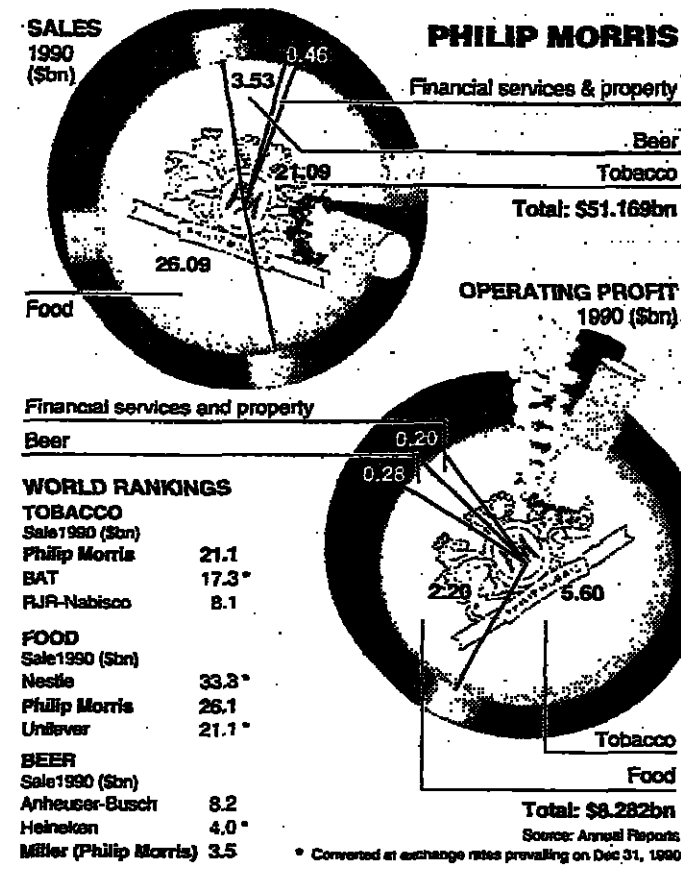 SALES
1990
($bn)
PHILIP MORRIS
0.46
3.53
Financial services & property
Beer
21.09
Tobacco
Total: $51.169bn
26.09
Food
OPERATING PROFIT
1990 ($bn)
Financial services and property
Beer
0.20
0.28
2.20
5.60
Tobacco
Food
Total: $8.282bn
WORLD RANKINGS
TOBACCO
Sale1990 ($bn)
Philip Morris 21.1
BAT 17.3*
RJR-Nabisco 8.1
FOOD
Sale1990 ($bn)
Nestle 33.3*
Philip Morris 26.1
Unilever 21.1*
BEER
Sale1990 ($bn)
Anheuser-Busch 8.2
Heineken 4.0*
Miller (Philip Morris) 3.5
Source: Annual Reports
* Converted at exchange rates prevailing on Dec 31, 1990